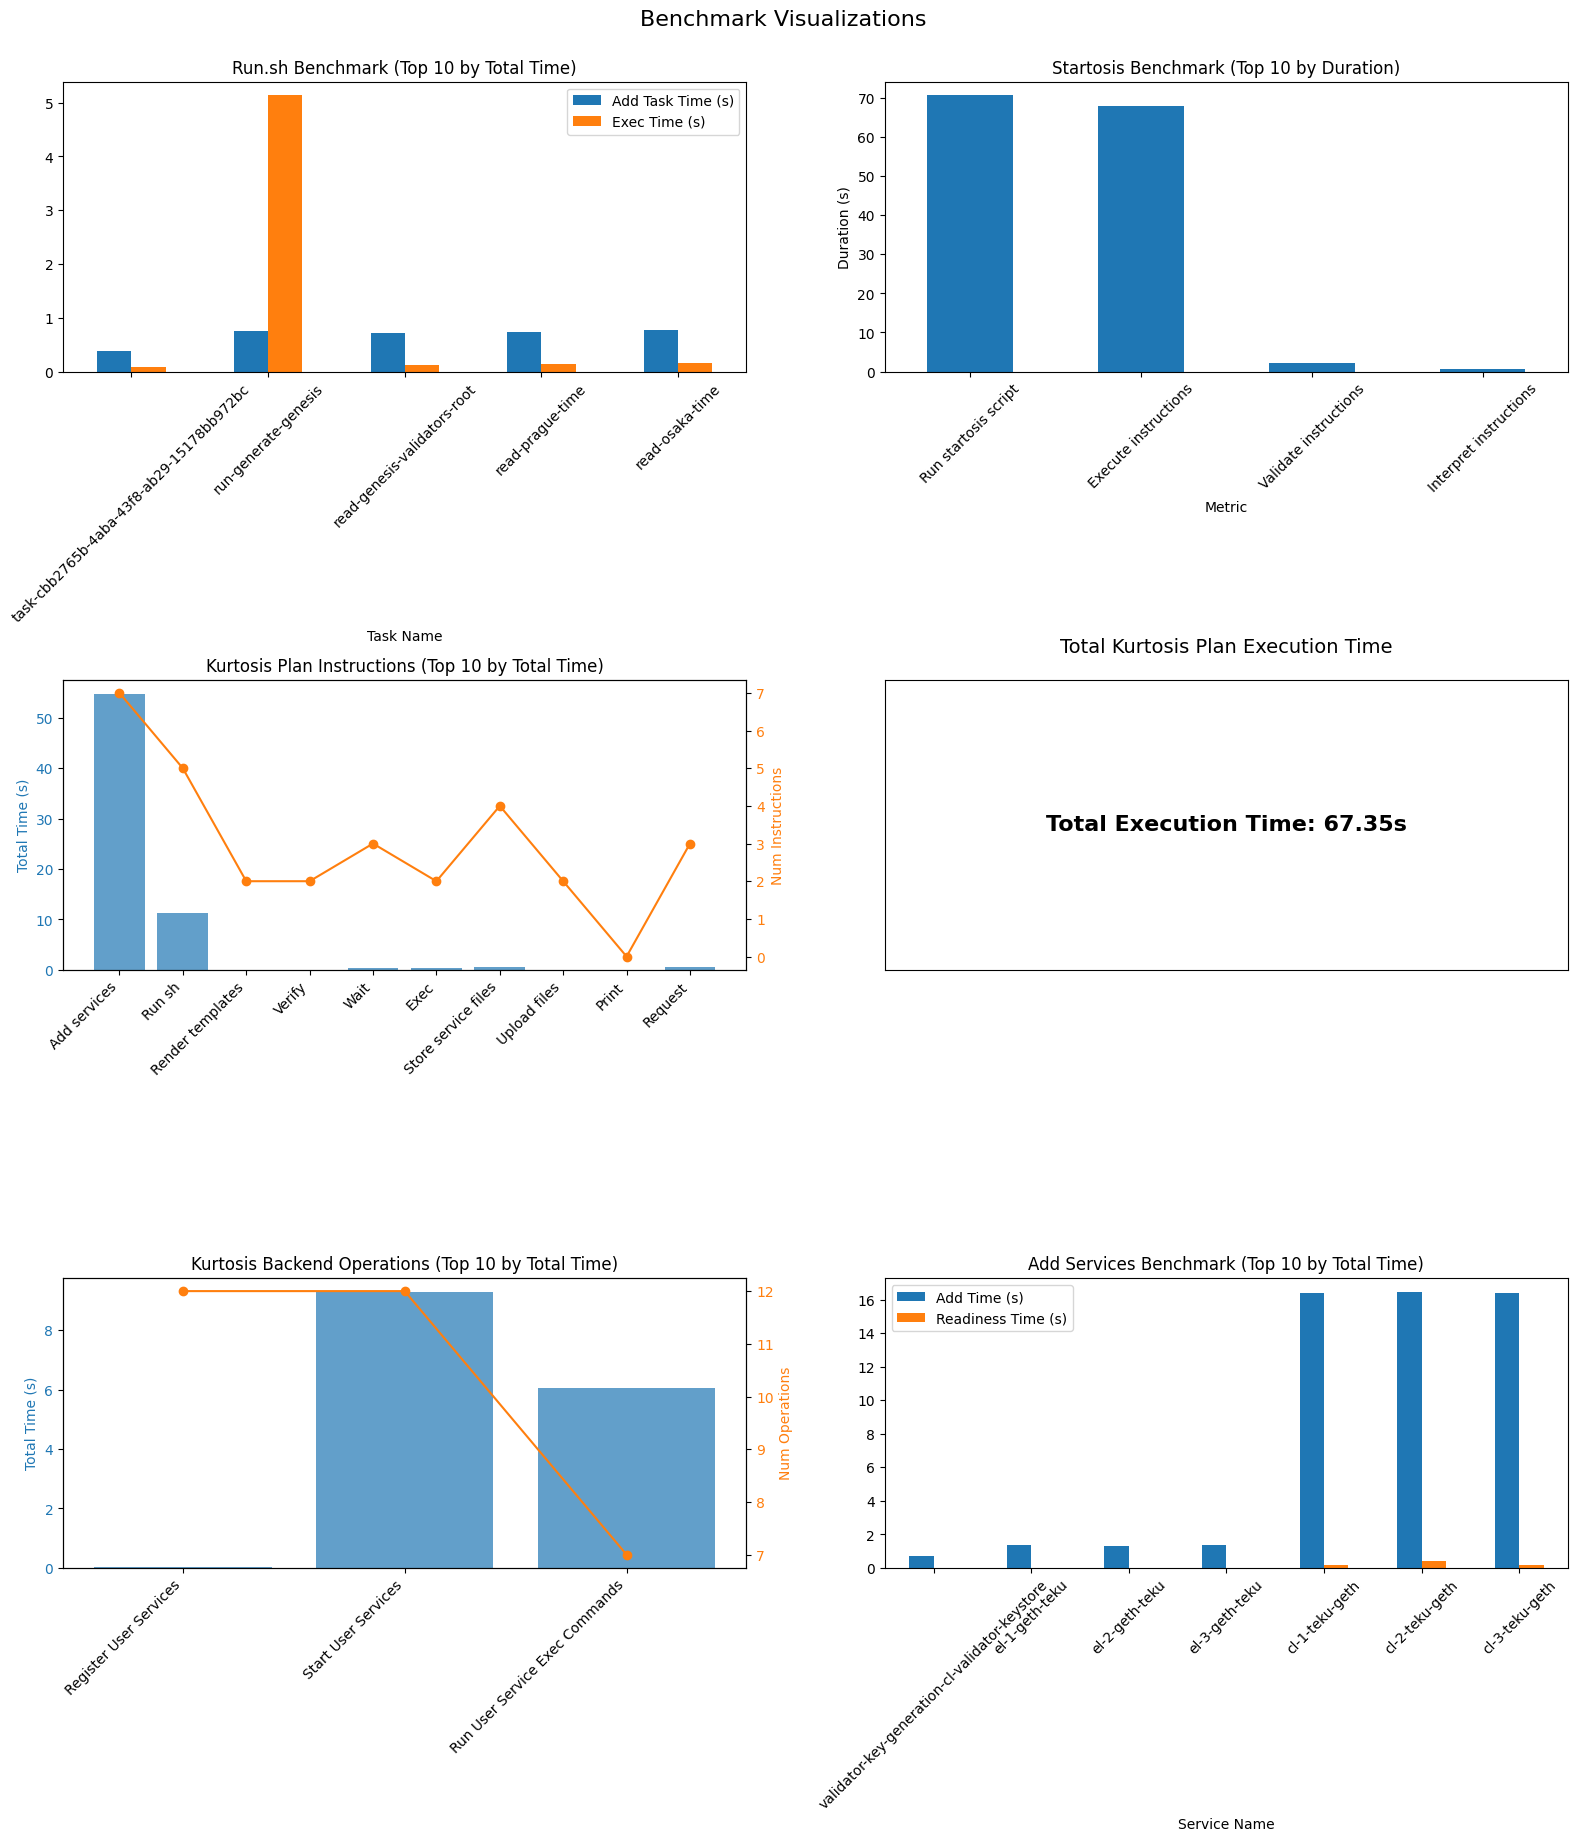 Benchmark Visualizations
Run.sh Benchmark (Top 10 by Total Time)
Add Task Time (s)
Exec Time (s)
5
4
3
2
1
0
task-cbb2765b-4aba-43f8-ab29-15178bb972bc
run-generate-genesis
read-genesis-validators-root
read-prague-time
read-osaka-time
Task Name
Startosis Benchmark (Top 10 by Duration)
Duration (s)
70
60
50
40
30
20
10
0
Run startosis script
Execute instructions
Validate instructions
Interpret instructions
Metric
Kurtosis Plan Instructions (Top 10 by Total Time)
Total Time (s)
50
40
30
20
10
0
Num Instructions
7
6
5
4
3
2
1
0
Add services
Run sh
Render templates
Verify
Wait
Exec
Store service files
Upload files
Print
Request
Total Kurtosis Plan Execution Time
Total Execution Time: 67.35s
Kurtosis Backend Operations (Top 10 by Total Time)
Total Time (s)
8
6
4
2
0
Num Operations
12
11
10
9
8
7
Register User Services
Start User Services
Run User Service Exec Commands
Add Services Benchmark (Top 10 by Total Time)
Add Time (s)
Readiness Time (s)
16
14
12
10
8
6
4
2
0
validator-key-generation-cl-validator-keystore
el-1-geth-teku
el-2-geth-teku
el-3-geth-teku
cl-1-teku-geth
cl-2-teku-geth
cl-3-teku-geth
Service Name